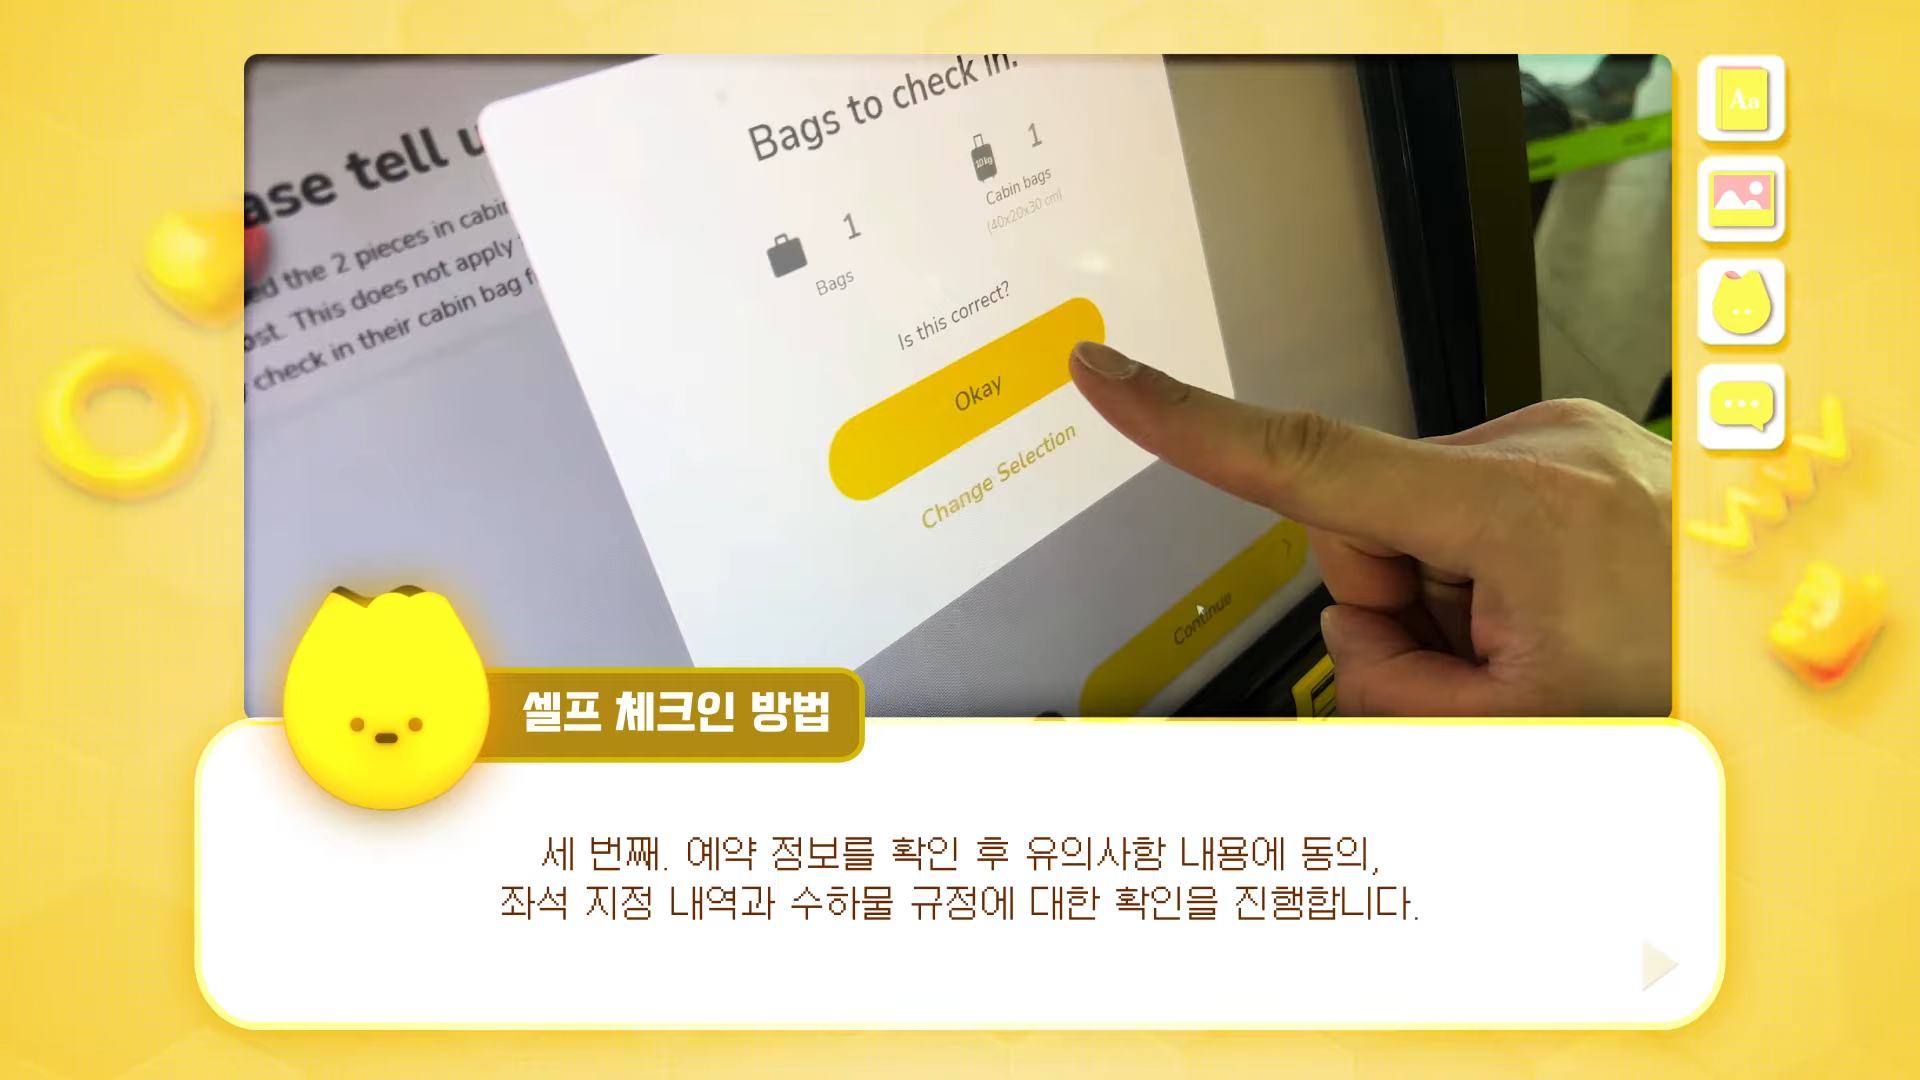 Aa
Bags to check in.
1
10kg
1
Cabin bags
(40x20x30 cm)
Bags
Is this correct?
Okay
Change Selection
Continue
tell
the 2 pieces in
This does not apply
check in their cabin bag
셀프 체크인 방법
세 번째. 예약 정보를 확인 후 유의사항 내용에 동의,
좌석 지정 내역과 수하물 규정에 대한 확인을 진행합니다.